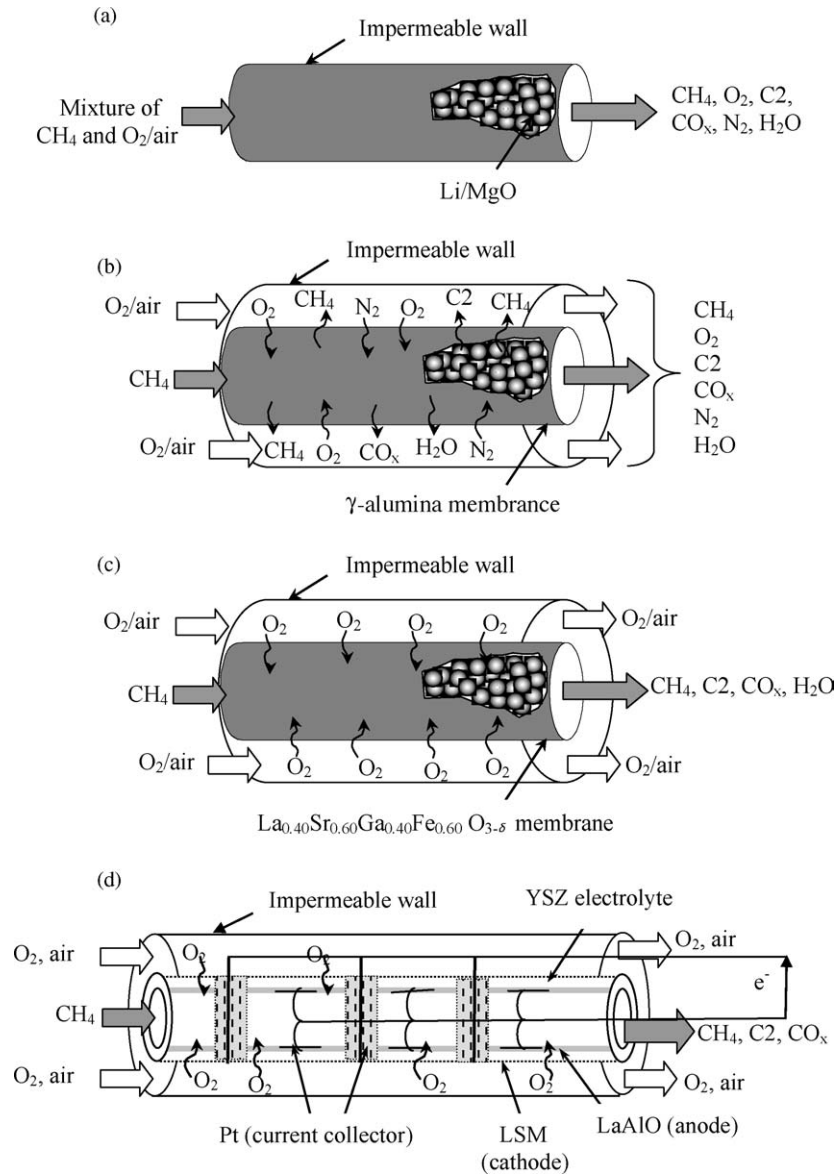 (a)
Impermeable wall
Mixture of
CH₄ and O₂/air
CH₄, O₂, C2,
COₓ, N₂, H₂O
Li/MgO
Impermeable wall
(b)
O₂/air
O₂
CH₄
N₂
O₂
C2
CH₄
CH₄
O₂/air
CH₄
O₂
COₓ
H₂O
N₂
CH₄
O₂
C2
COₓ
N₂
H₂O
γ-alumina membrance
(c)
Impermeable wall
O₂/air
O₂
O₂
O₂
O₂
O₂/air
CH₄
CH₄, C2, COₓ, H₂O
O₂/air
O₂
O₂
O₂
O₂
O₂/air
La₀.₄₀Sr₀.₆₀Ga₀.₄₀Fe₀.₆₀ O₃₋δ membrane
(d)
Impermeable wall
YSZ electrolyte
O₂, air
O₂
O₂
O₂, air
e⁻
CH₄
CH₄, C2, COₓ
O₂, air
O₂
O₂
O₂
O₂
O₂, air
Pt (current collector)
LSM
(cathode)
LaAlO (anode)